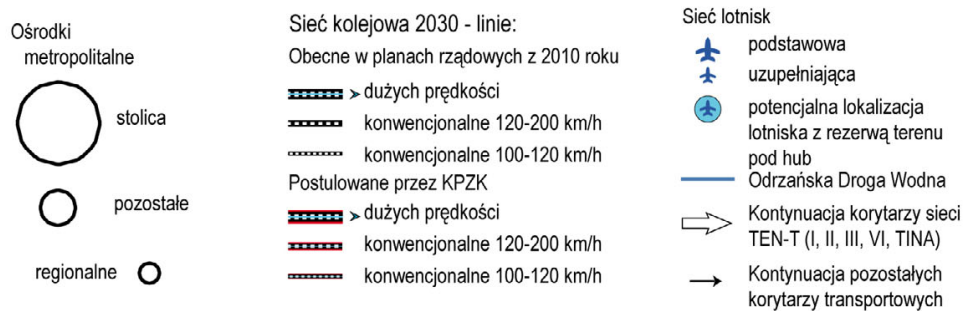 Ośrodki
metropolitalne
stolica
pozostałe
regionalne
Sieć kolejowa 2030 - linie:
Obecne w planach rządowych z 2010 roku
dużych prędkości
konwencjonalne 120-200 km/h
konwencjonalne 100-120 km/h
Postulowane przez KPZK
dużych prędkości
konwencjonalne 120-200 km/h
konwencjonalne 100-120 km/h
Sieć lotnisk
podstawowa
uzupełniająca
potencjalna lokalizacja
lotniska z rezerwą terenu
pod hub
Odrzańska Droga Wodna
Kontynuacja korytarzy sieci
TEN-T (I, II, III, VI, TINA)
Kontynuacja pozostałych
korytarzy transportowych